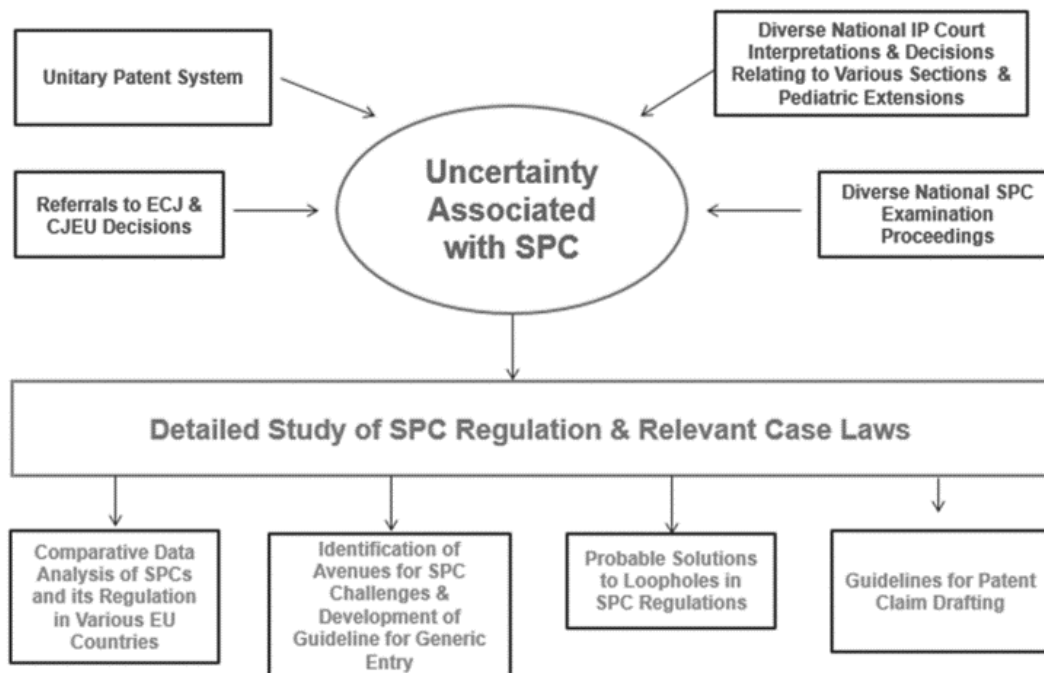 Unitary Patent System
Diverse National IP Court
Interpretations & Decisions
Relating to Various Sections &
Pediatric Extensions
Referrals to ECJ &
CJEU Decisions
Uncertainty
Associated
with SPC
Diverse National SPC
Examination
Proceedings
Detailed Study of SPC Regulation & Relevant Case Laws
Comparative Data
Analysis of SPCs
and its Regulation
in Various EU
Countries
Identification of
Avenues for SPC
Challenges &
Development of
Guideline for Generic
Entry
Probable Solutions
to Loopholes in
SPC Regulations
Guidelines for Patent
Claim Drafting